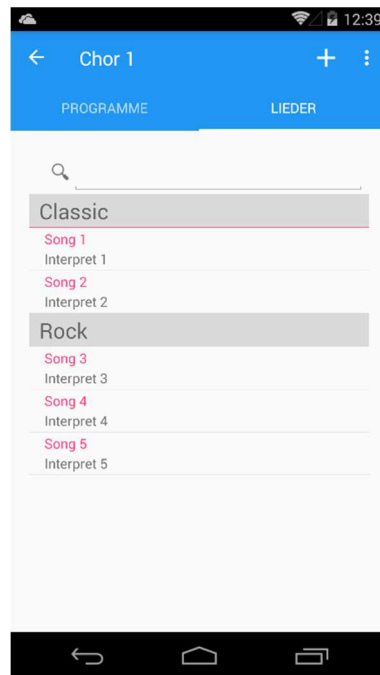 12:39
Chor 1
PROGRAMME LIEDER
Classic
Song 1
Interpret 1
Song 2
Interpret 2
Rock
Song 3
Interpret 3
Song 4
Interpret 4
Song 5
Interpret 5